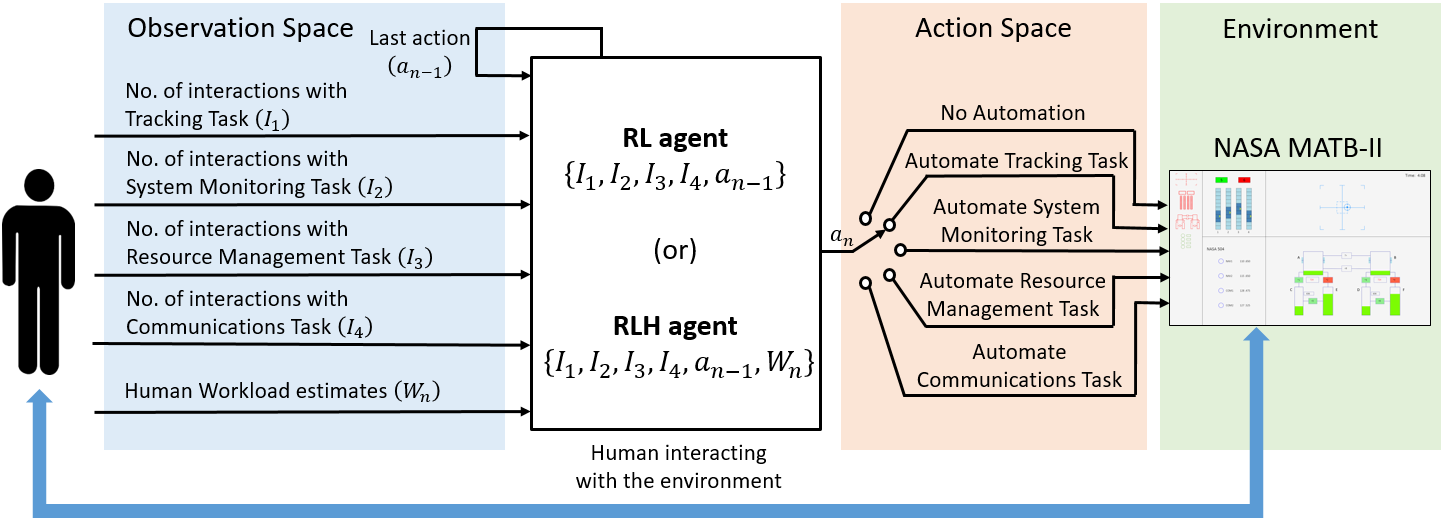 Observation Space
Last action
(a_{n−1})
No. of interactions with
Tracking Task (I_1)
No. of interactions with
System Monitoring Task (I_2)
No. of interactions with
Resource Management Task (I_3)
No. of interactions with
Communications Task (I_4)
Human Workload estimates (W_n)
RL agent
{I_1, I_2, I_3, I_4, a_{n−1}}
(or)
RLH agent
{I_1, I_2, I_3, I_4, a_{n−1}, W_n}
Human interacting
with the environment
a_n
Action Space
No Automation
Automate Tracking Task
Automate System
Monitoring Task
Automate Resource
Management Task
Automate
Communications Task
Environment
NASA MATB-II